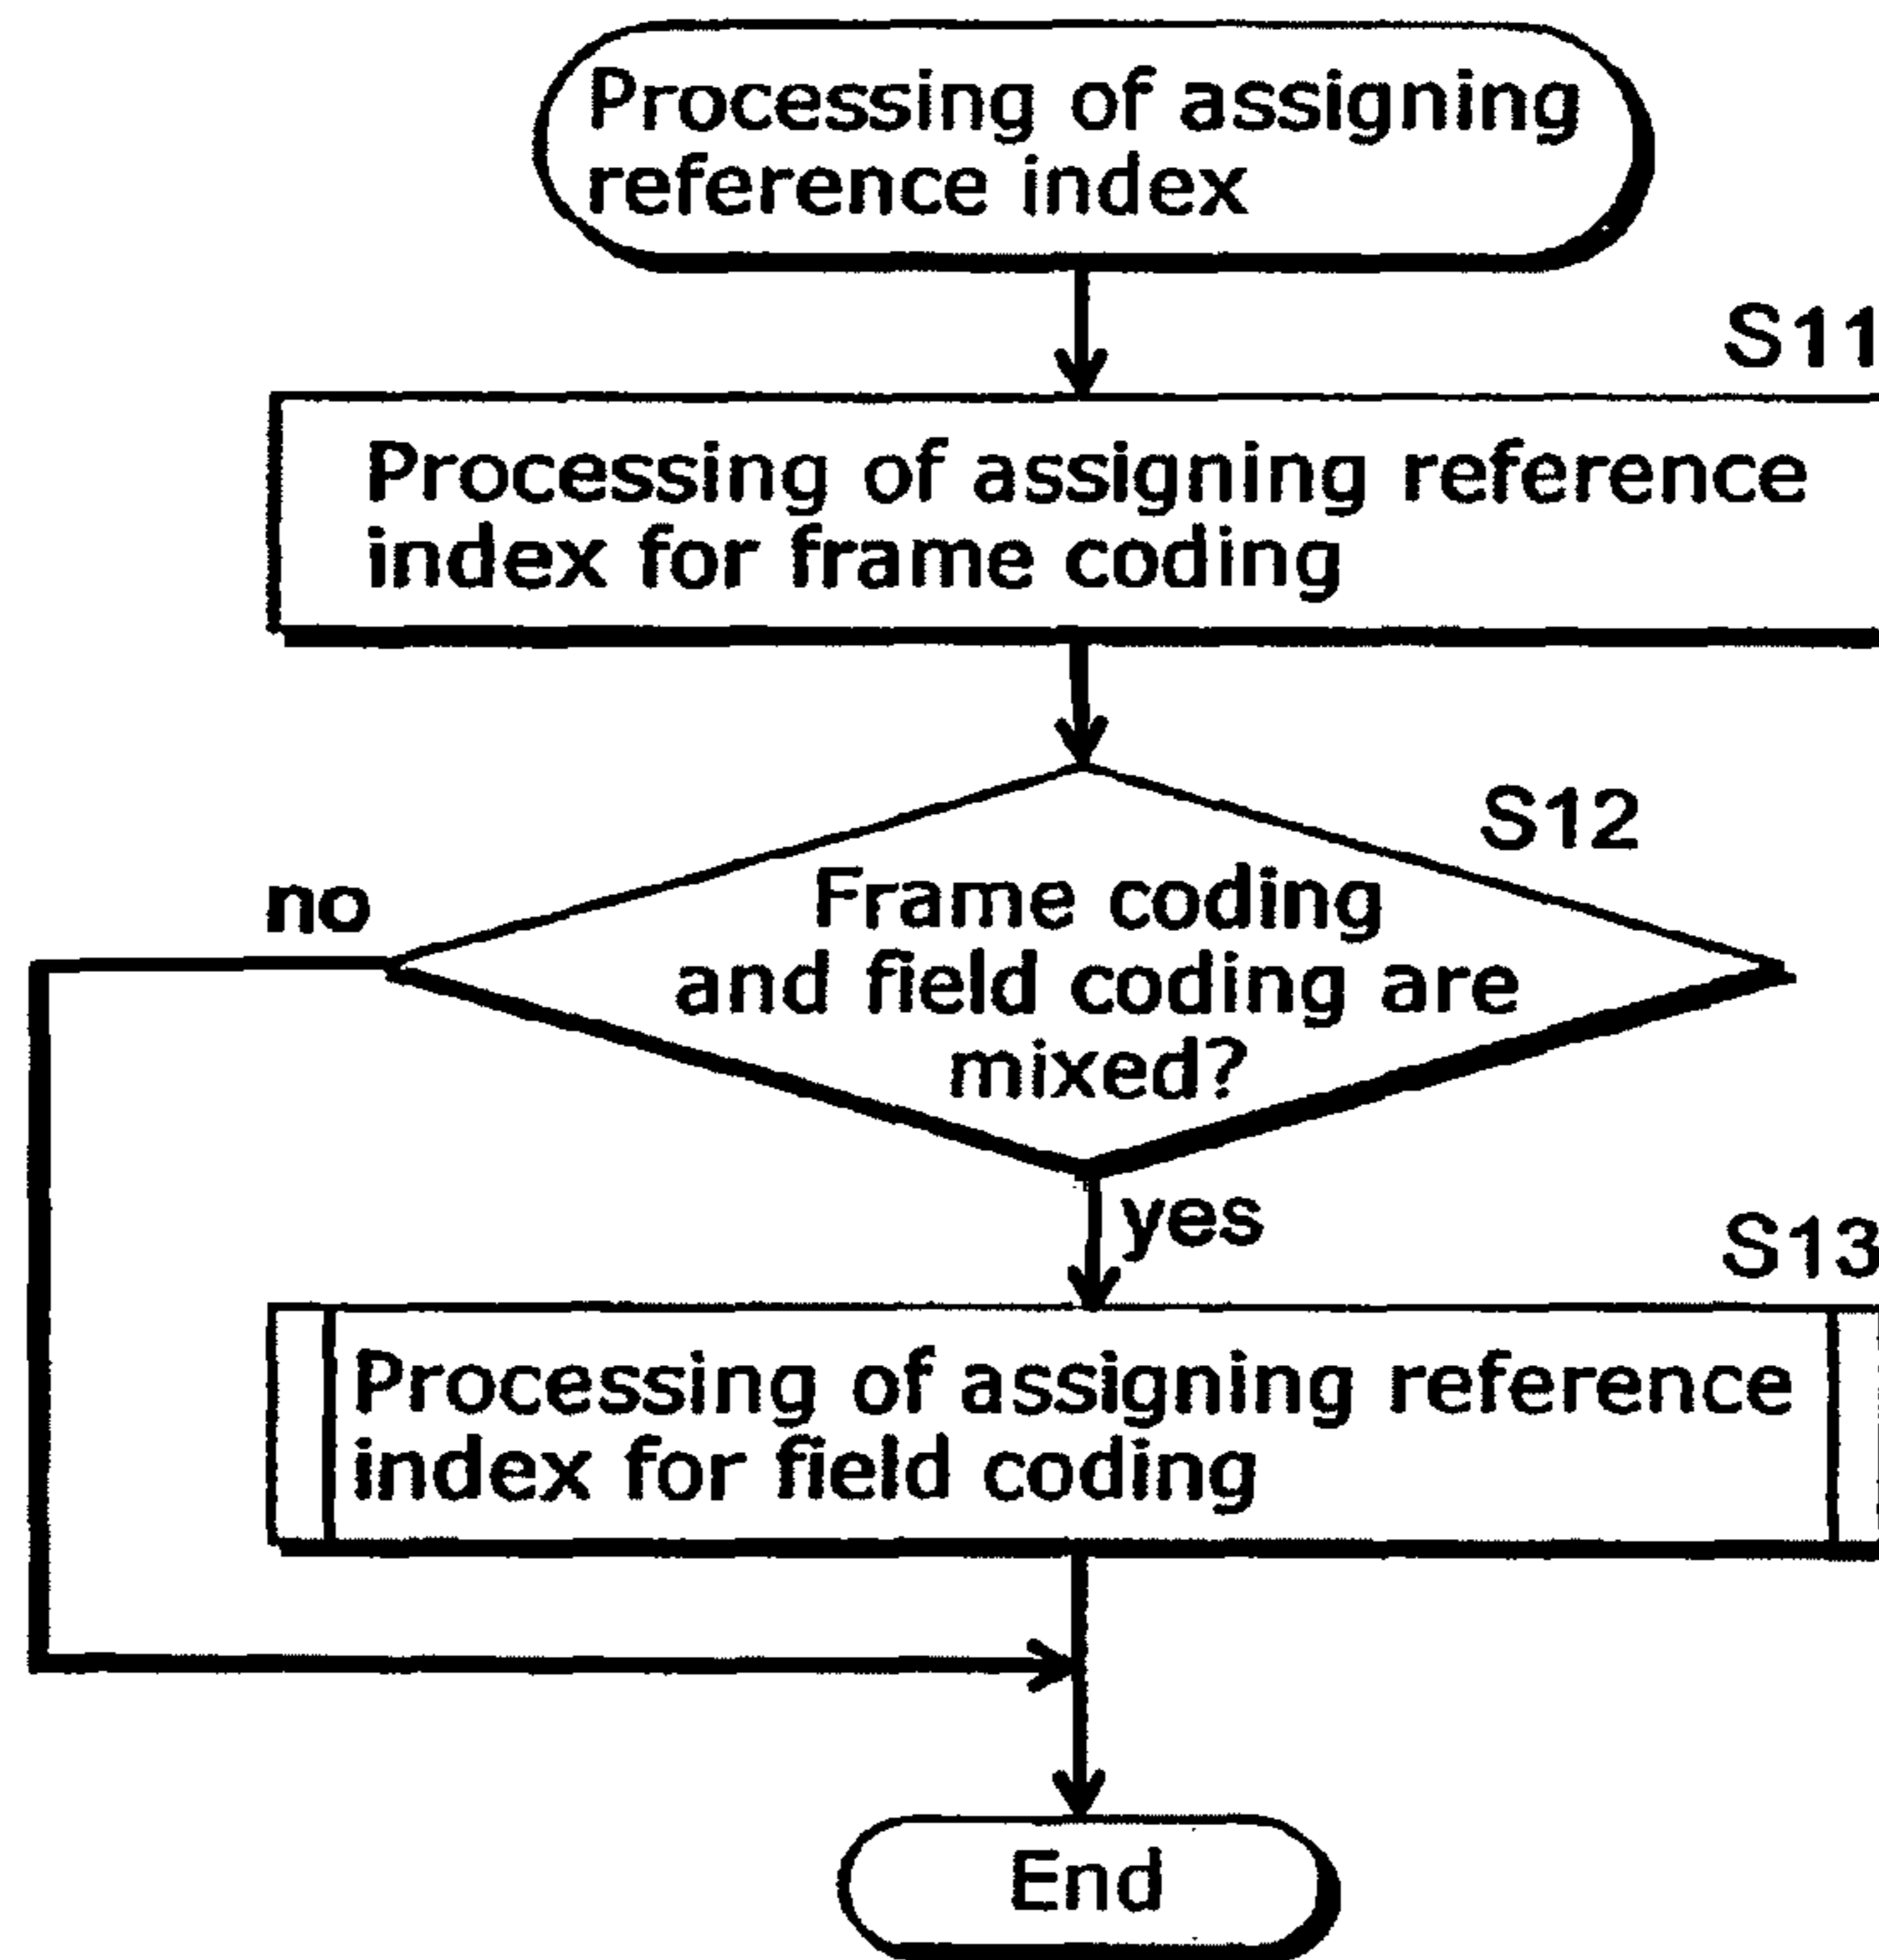 Processing of assigning
reference index
S11
Processing of assigning reference
index for frame coding
S12
no
Frame coding
and field coding are
mixed?
yes
S13
Processing of assigning reference
index for field coding
End